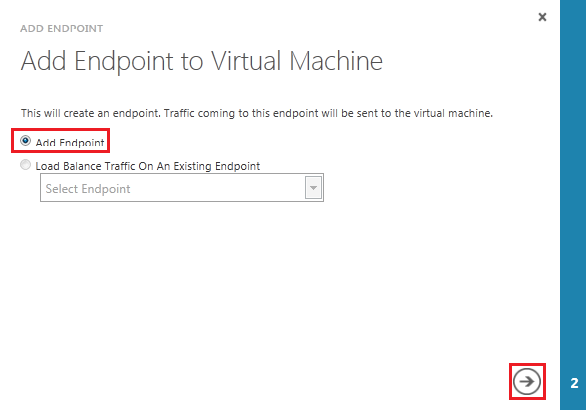 ADD ENDPOINT
Add Endpoint to Virtual Machine
This will create an endpoint. Traffic coming to this endpoint will be sent to the virtual machine.
Add Endpoint
Load Balance Traffic On An Existing Endpoint
Select Endpoint
2